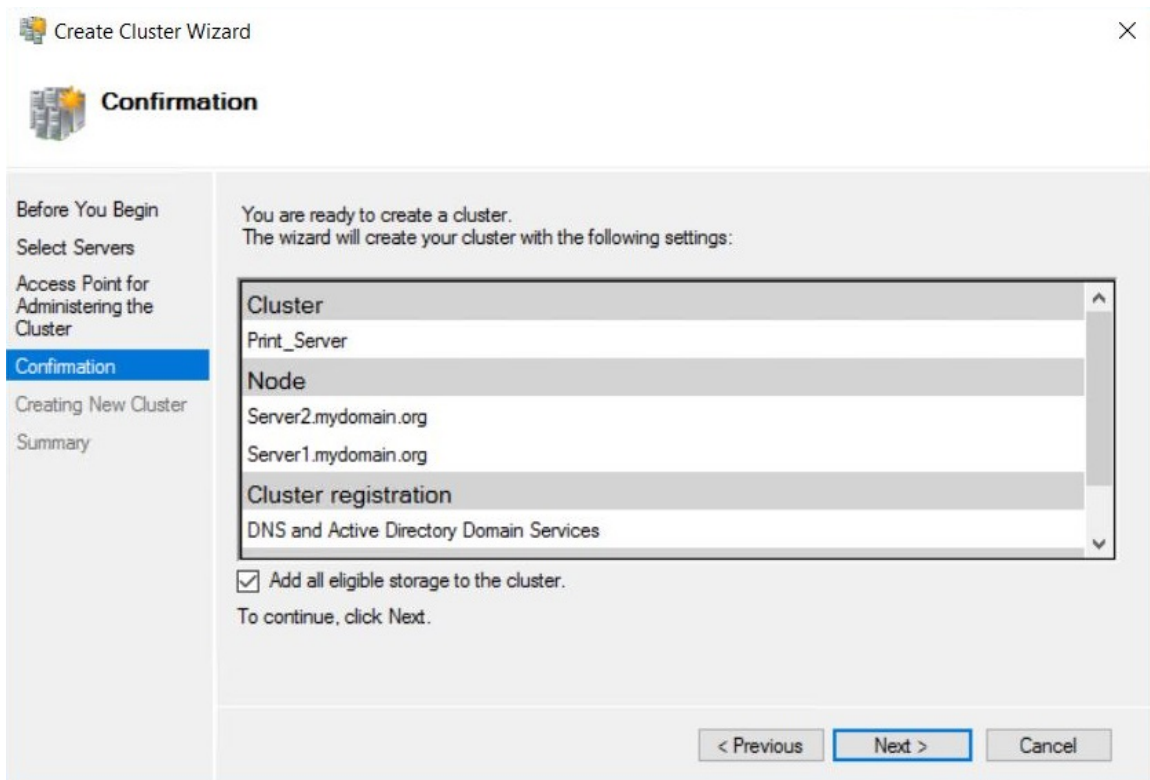 Create Cluster Wizard
Confirmation
Before You Begin
Select Servers
Access Point for
Administering the
Cluster
Confirmation
Creating New Cluster
Summary
You are ready to create a cluster.
The wizard will create your cluster with the following settings:
Cluster
Print_Server
Node
Server2.mydomain.org
Server1.mydomain.org
Cluster registration
DNS and Active Directory Domain Services
Add all eligible storage to the cluster.
To continue, click Next.
< Previous
Next >
Cancel